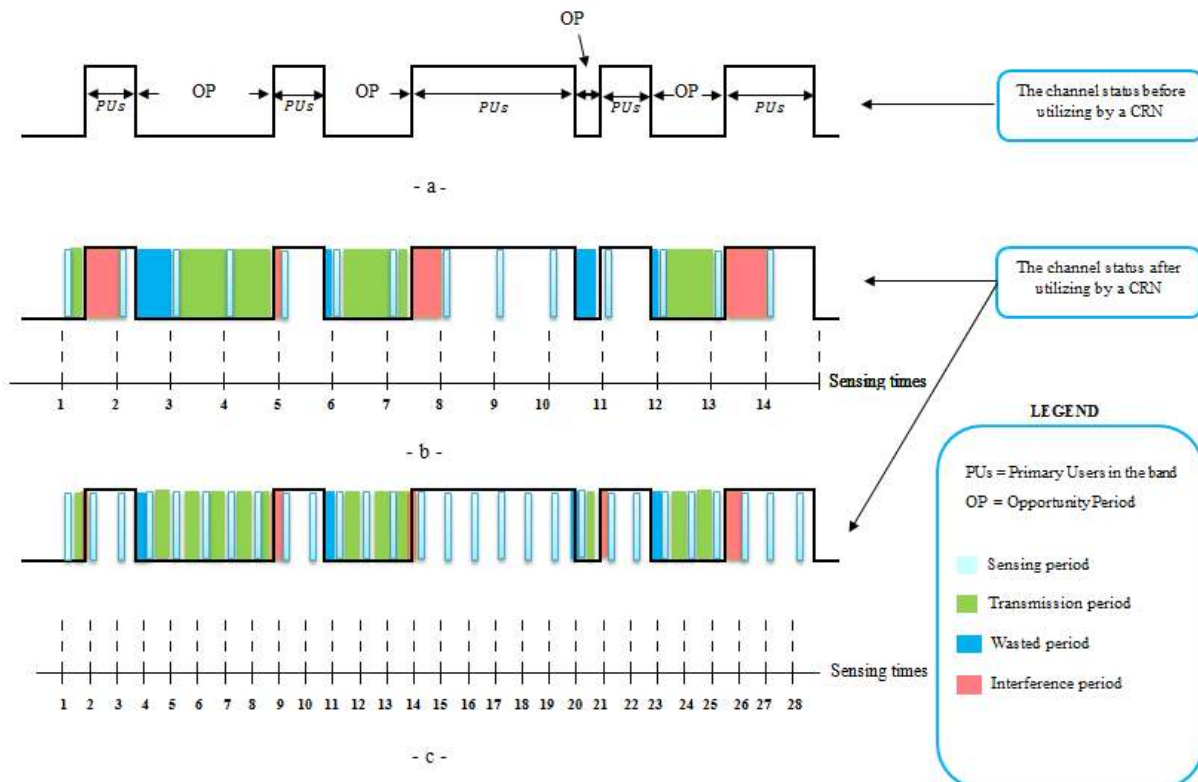 OP
OP
OP
OP
PUs
PUs
PUs
PUs
PUs
The channel status before
utilizing by a CRN
- a -
The channel status after
utilizing by a CRN
Sensing times
1 2 3 4 5 6 7 8 9 10 11 12 13 14
- b -
LEGEND
PUs = Primary Users in the band
OP = Opportunity Period
Sensing period
Transmission period
Wasted period
Interference period
Sensing times
1 2 3 4 5 6 7 8 9 10 11 12 13 14 15 16 17 18 19 20 21 22 23 24 25 26 27 28
- c -